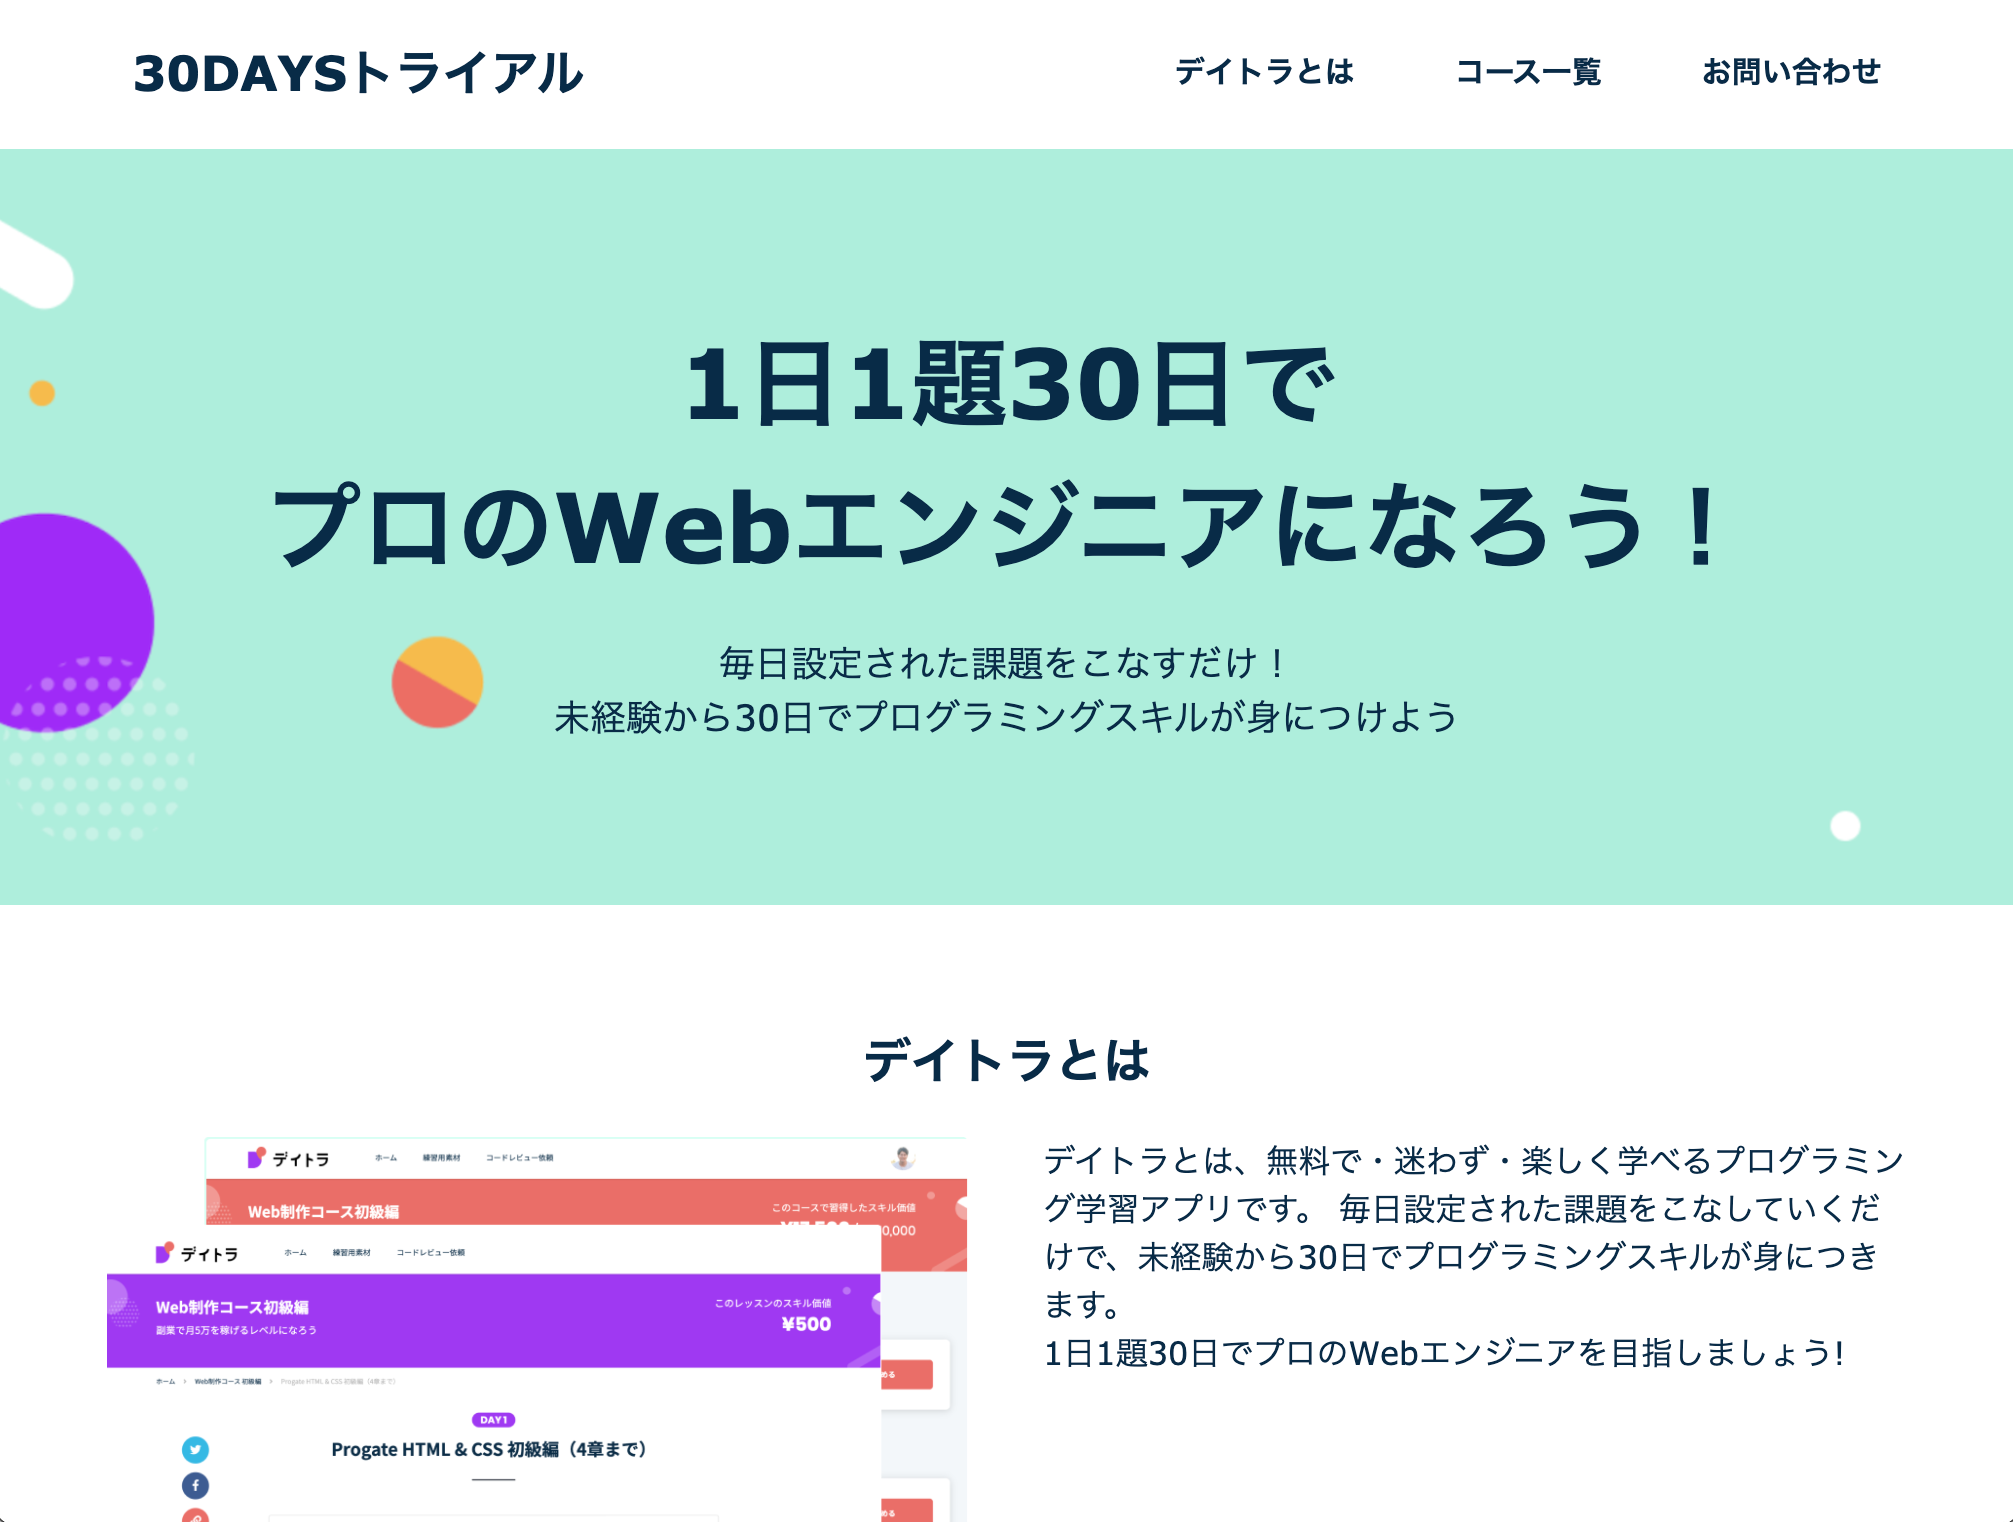 30DAYSトライアル
デイトラとは
コース一覧
お問い合わせ
1日1題30日で
プロのWebエンジニアになろう！
毎日設定された課題をこなすだけ！
未経験から30日でプログラミングスキルが身につけよう
デイトラとは
デイトラ
ホーム
練習用素材
コードレビュー依頼
Web制作コース初級編
このコースで習得したスキル価値
0,000
デイトラ
ホーム
練習用素材
コードレビュー依頼
Web制作コース初級編
副業で月5万を稼げるレベルになろう
このレッスンのスキル価値
¥500
ホーム > Web制作コース 初級編 > Progate HTML & CSS 初級編（4章まで）
める
DAY1
Progate HTML & CSS 初級編（4章まで）
める
デイトラとは、無料で・迷わず・楽しく学べるプログラミン
グ学習アプリです。 毎日設定された課題をこなしていくだ
けで、未経験から30日でプログラミングスキルが身につき
ます。
1日1題30日でプロのWebエンジニアを目指しましょう!